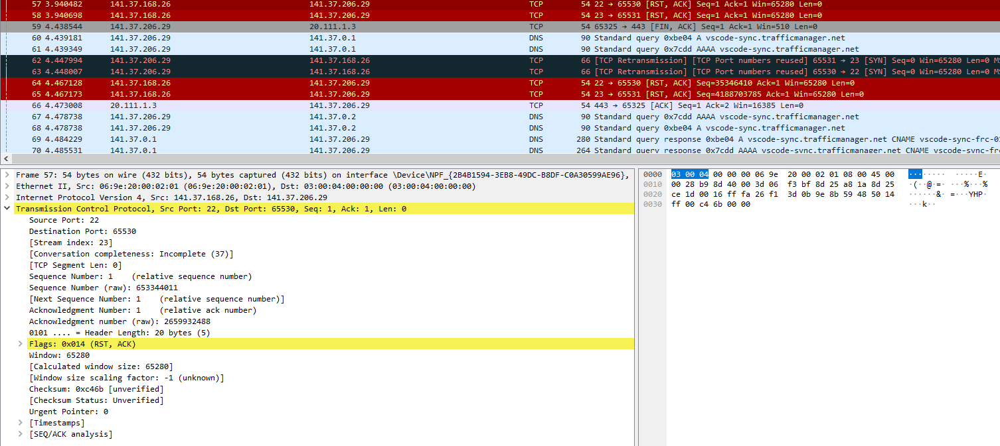 57 3.940482 141.37.168.26 141.37.206.29 TCP 54 22 → 65530 [RST, ACK] Seq=1 Ack=1 Win=65280 Len=0
58 3.940698 141.37.168.26 141.37.206.29 TCP 54 23 → 65531 [RST, ACK] Seq=1 Ack=1 Win=65280 Len=0
59 4.438544 141.37.206.29 20.111.1.3 TCP 54 65325 → 443 [FIN, ACK] Seq=1 Ack=1 Win=510 Len=0
60 4.439181 141.37.206.29 141.37.0.1 DNS 90 Standard query 0xbe04 A vscode-sync.trafficmanager.net
61 4.439349 141.37.206.29 141.37.0.1 DNS 90 Standard query 0x7cdd AAAA vscode-sync.trafficmanager.net
62 4.447994 141.37.206.29 141.37.168.26 TCP 66 [TCP Retransmission] [TCP Port numbers reused] 65531 → 23 [SYN] Seq=0 Win=65280 Len=0 MS
63 4.448007 141.37.206.29 141.37.168.26 TCP 66 [TCP Retransmission] [TCP Port numbers reused] 65530 → 22 [SYN] Seq=0 Win=65280 Len=0 MS
64 4.467128 141.37.168.26 141.37.206.29 TCP 54 22 → 65530 [RST, ACK] Seq=35346410 Ack=1 Win=65280 Len=0
65 4.467173 141.37.168.26 141.37.206.29 TCP 54 23 → 65531 [RST, ACK] Seq=4188703785 Ack=1 Win=65280 Len=0
66 4.473008 20.111.1.3 141.37.206.29 TCP 54 443 → 65325 [ACK] Seq=1 Ack=2 Win=16385 Len=0
67 4.478738 141.37.206.29 141.37.0.2 DNS 90 Standard query 0x7cdd AAAA vscode-sync.trafficmanager.net
68 4.478738 141.37.206.29 141.37.0.2 DNS 90 Standard query 0xbe04 A vscode-sync.trafficmanager.net
69 4.484229 141.37.0.1 141.37.206.29 DNS 280 Standard query response 0xbe04 A vscode-sync.trafficmanager.net CNAME vscode-sync-frc-0
70 4.485531 141.37.0.1 141.37.206.29 DNS 264 Standard query response 0x7cdd AAAA vscode-sync.trafficmanager.net CNAME vscode-sync-fr
Frame 57: 54 bytes on wire (432 bits), 54 bytes captured (432 bits) on interface \Device\NPF_{2B4B1594-3EB8-49DC-B8DF-C0A30599AE96},
Ethernet II, Src: 06:9e:20:00:02:01 (06:9e:20:00:02:01), Dst: 03:00:04:00:00:00 (03:00:04:00:00:00)
Internet Protocol Version 4, Src: 141.37.168.26, Dst: 141.37.206.29
Transmission Control Protocol, Src Port: 22, Dst Port: 65530, Seq: 1, Ack: 1, Len: 0
Source Port: 22
Destination Port: 65530
[Stream index: 23]
[Conversation completeness: Incomplete (37)]
[TCP Segment Len: 0]
Sequence Number: 1    (relative sequence number)
Sequence Number (raw): 653344011
[Next Sequence Number: 1    (relative sequence number)]
Acknowledgment Number: 1    (relative ack number)
Acknowledgment number (raw): 2659932488
0101 .... = Header Length: 20 bytes (5)
Flags: 0x014 (RST, ACK)
Window: 65280
[Calculated window size: 65280]
[Window size scaling factor: -1 (unknown)]
Checksum: 0xc46b [unverified]
[Checksum Status: Unverified]
Urgent Pointer: 0
[Timestamps]
[SEQ/ACK analysis]
0000 03 00 04 00 00 00 06 9e 20 00 02 01 08 00 45 00 ········ ·····E·
0010 00 28 b9 8d 40 00 3d 06 f3 bf 8d 25 a8 1a 8d 25 ·(··@·=· ···%···%
0020 ce 1d 00 16 ff fa 26 f1 3d 0b 9e 8b 59 48 50 14 ······&· =···YHP·
0030 ff 00 c4 6b 00 00 ···k··